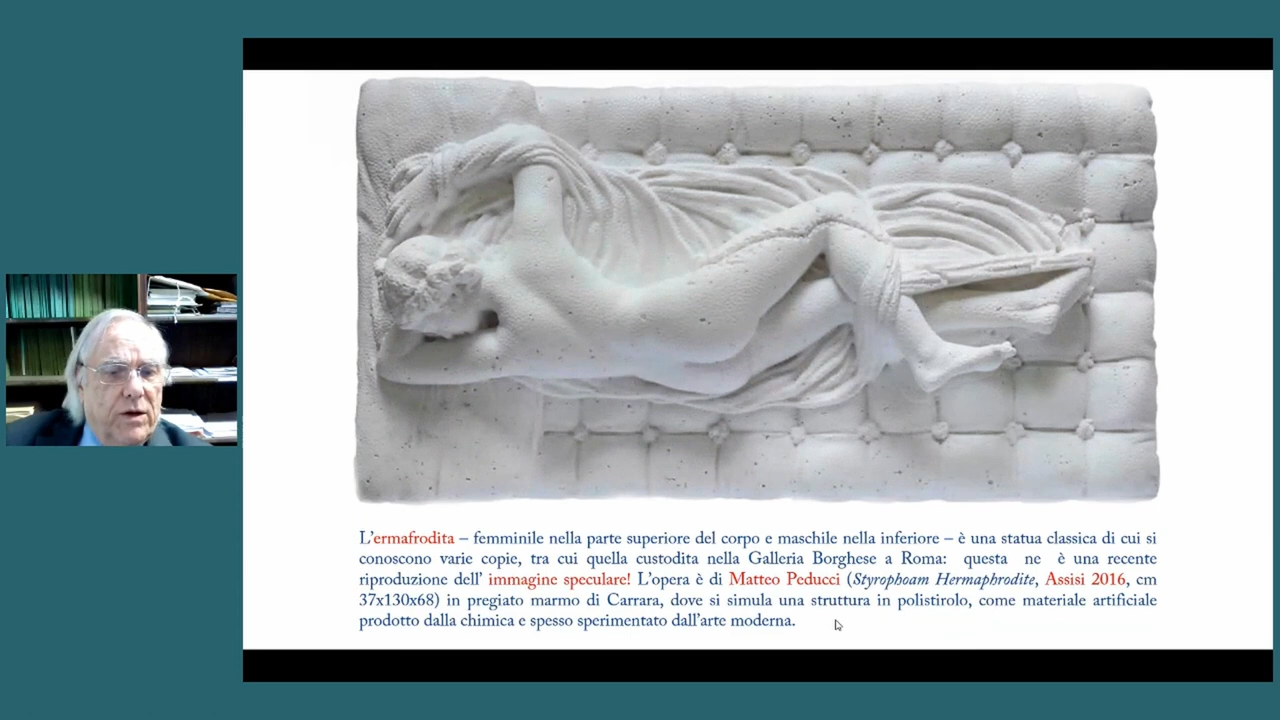 L'ermafrodita – femminile nella parte superiore del corpo e maschile nella inferiore – è una statua classica di cui si
conoscono varie copie, tra cui quella custodita nella Galleria Borghese a Roma: questa ne è una recente
riproduzione dell' immagine speculare! L'opera è di Matteo Peducci (Styrophoam Hermaphrodite, Assisi 2016, cm
37x130x68) in pregiato marmo di Carrara, dove si simula una struttura in polistirolo, come materiale artificiale
prodotto dalla chimica e spesso sperimentato dall'arte moderna.